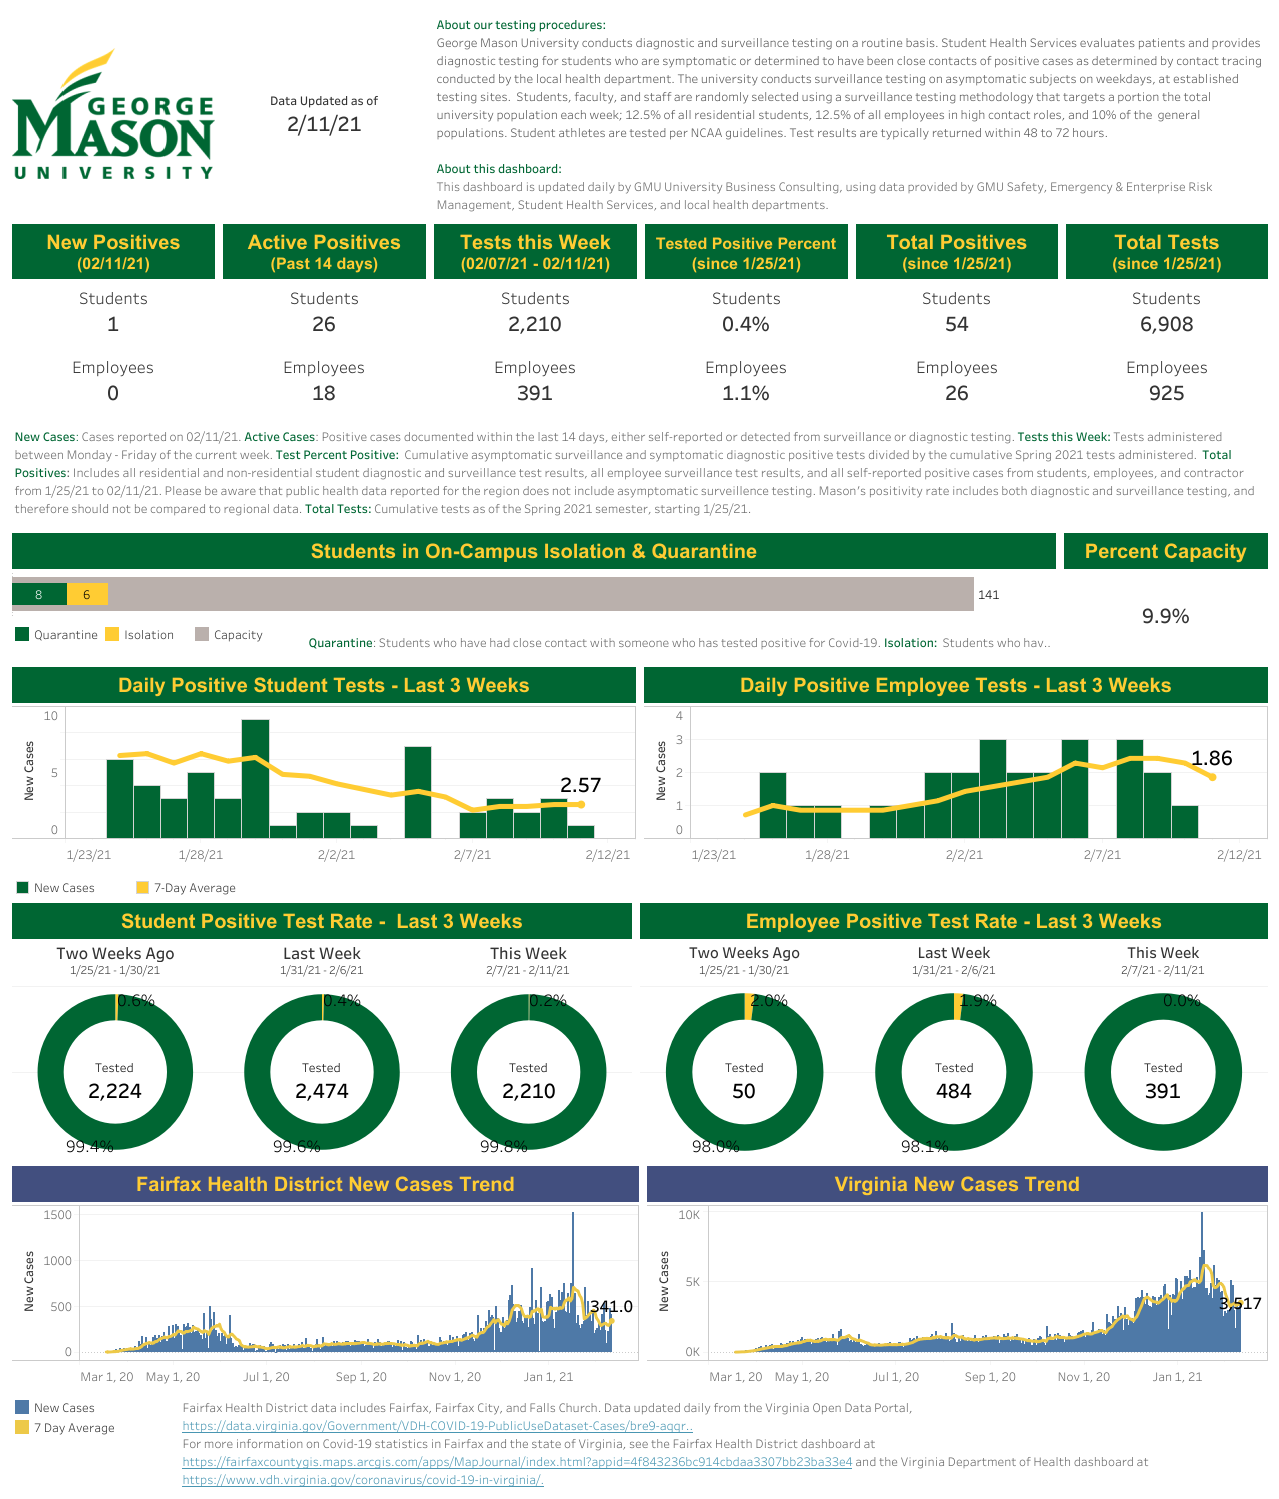 About our testing procedures:
George Mason University conducts diagnostic and surveillance testing on a routine basis. Student Health Services evaluates patients and provides
diagnostic testing for students who are symptomatic or determined to have been close contacts of positive cases as determined by contact tracing
conducted by the local health department. The university conducts surveillance testing on asymptomatic subjects on weekdays, at established
testing sites. Students, faculty, and staff are randomly selected using a surveillance testing methodology that targets a portion the total
university population each week; 12.5% of all residential students, 12.5% of all employees in high contact roles, and 10% of the general
populations. Student athletes are tested per NCAA guidelines. Test results are typically returned within 48 to 72 hours.
About this dashboard:
This dashboard is updated daily by GMU University Business Consulting, using data provided by GMU Safety, Emergency & Enterprise Risk
Management, Student Health Services, and local health departments.
GEORGE
MASON
UNIVERSITY
Data Updated as of
2/11/21
New Positives
(02/11/21)
Students
1
Employees
0
Active Positives
(Past 14 days)
Students
26
Employees
18
Tests this Week
(02/07/21 - 02/11/21)
Students
2,210
Employees
391
Tested Positive Percent
(since 1/25/21)
Students
0.4%
Employees
1.1%
Total Positives
(since 1/25/21)
Students
54
Employees
26
Total Tests
(since 1/25/21)
Students
6,908
Employees
925
New Cases: Cases reported on 02/11/21. Active Cases: Positive cases documented within the last 14 days, either self-reported or detected from surveillance or diagnostic testing. Tests this Week: Tests administered
between Monday - Friday of the current week. Test Percent Positive: Cumulative asymptomatic surveillance and symptomatic diagnostic positive tests divided by the cumulative Spring 2021 tests administered. Total
Positives: Includes all residential and non-residential student diagnostic and surveillance test results, all employee surveillance test results, and all self-reported positive cases from students, employees, and contractor
from 1/25/21 to 02/11/21. Please be aware that public health data reported for the region does not include asymptomatic surveillence testing. Mason's positivity rate includes both diagnostic and surveillance testing, and
therefore should not be compared to regional data. Total Tests: Cumulative tests as of the Spring 2021 semester, starting 1/25/21.
Students in On-Campus Isolation & Quarantine
8 6 141
Quarantine Isolation Capacity
Quarantine: Students who have had close contact with someone who has tested positive for Covid-19. Isolation: Students who hav..
Percent Capacity
9.9%
Daily Positive Student Tests - Last 3 Weeks
New Cases
10
5
0
2.57
1/23/21 1/28/21 2/2/21 2/7/21 2/12/21
Daily Positive Employee Tests - Last 3 Weeks
New Cases
4
3
2
1
0
1.86
1/23/21 1/28/21 2/2/21 2/7/21 2/12/21
New Cases 7-Day Average
Student Positive Test Rate - Last 3 Weeks
Two Weeks Ago
1/25/21 - 1/30/21
0.6%
Tested
2,224
99.4%
Last Week
1/31/21 - 2/6/21
0.4%
Tested
2,474
99.6%
This Week
2/7/21 - 2/11/21
0.2%
Tested
2,210
99.8%
Employee Positive Test Rate - Last 3 Weeks
Two Weeks Ago
1/25/21 - 1/30/21
2.0%
Tested
50
98.0%
Last Week
1/31/21 - 2/6/21
1.9%
Tested
484
98.1%
This Week
2/7/21 - 2/11/21
0.0%
Tested
391
Fairfax Health District New Cases Trend
New Cases
1500
1000
500
0
341.0
Mar 1, 20 May 1, 20 Jul 1, 20 Sep 1, 20 Nov 1, 20 Jan 1, 21
Virginia New Cases Trend
New Cases
10K
5K
0K
3,517
Mar 1, 20 May 1, 20 Jul 1, 20 Sep 1, 20 Nov 1, 20 Jan 1, 21
New Cases
7 Day Average
Fairfax Health District data includes Fairfax, Fairfax City, and Falls Church. Data updated daily from the Virginia Open Data Portal,
https://data.virginia.gov/Government/VDH-COVID-19-PublicUseDataset-Cases/bre9-aqqr..
For more information on Covid-19 statistics in Fairfax and the state of Virginia, see the Fairfax Health District dashboard at
https://fairfaxcountygis.maps.arcgis.com/apps/MapJournal/index.html?appid=4f843236bc914cbdaa3307bb23ba33e4 and the Virginia Department of Health dashboard at
https://www.vdh.virginia.gov/coronavirus/covid-19-in-virginia/.